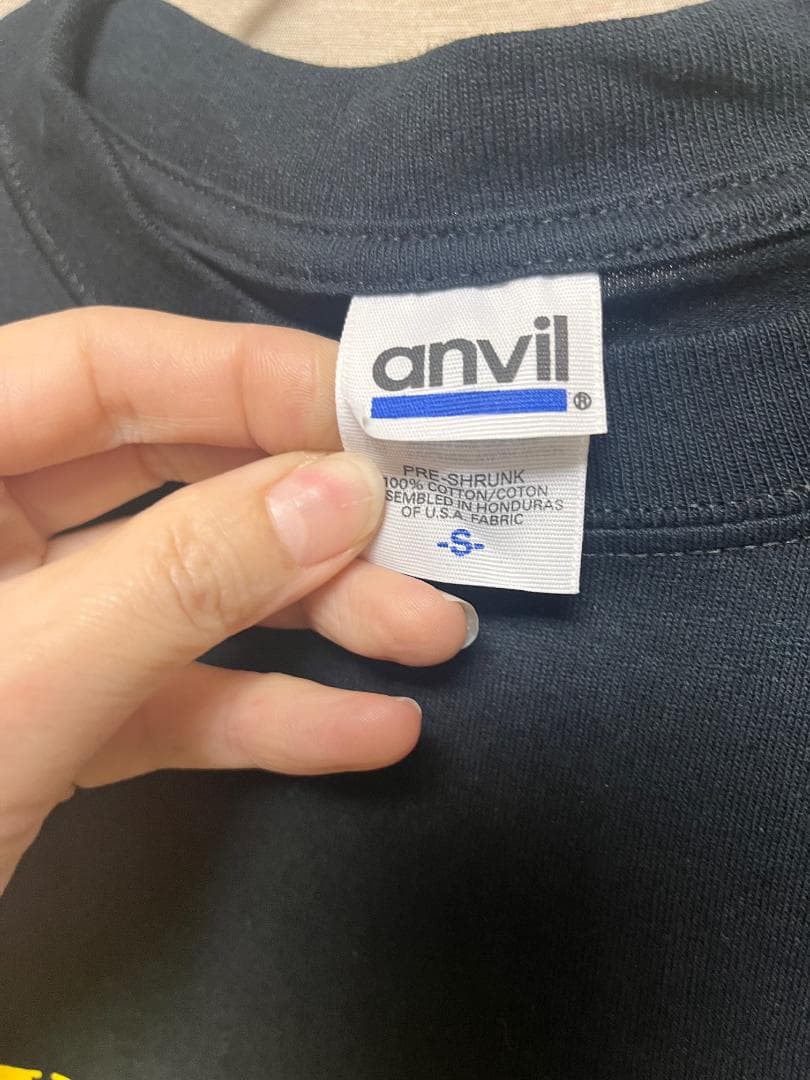 anvil®
PRE-SHRUNK
100% COTTON/COTON
SEMBLED IN HONDURAS
OF U.S.A. FABRIC
-S-